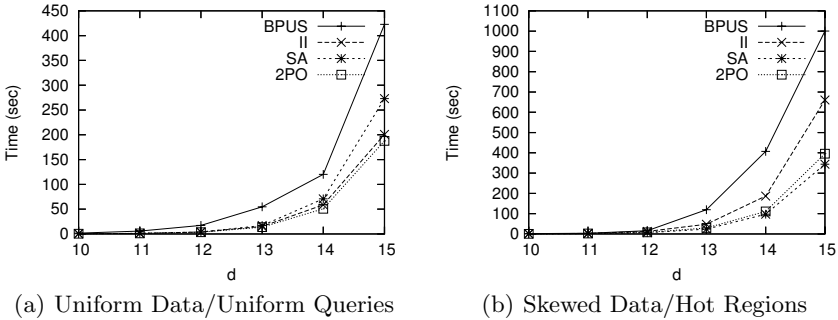 450
400
350
300
250
200
150
100
50
0
Time (sec)
BPUS
II
SA
2PO
10 11 12 13 14 15
d
(a) Uniform Data/Uniform Queries
1100
1000
900
800
700
600
500
400
300
200
100
0
Time (sec)
BPUS
II
SA
2PO
10 11 12 13 14 15
d
(b) Skewed Data/Hot Regions